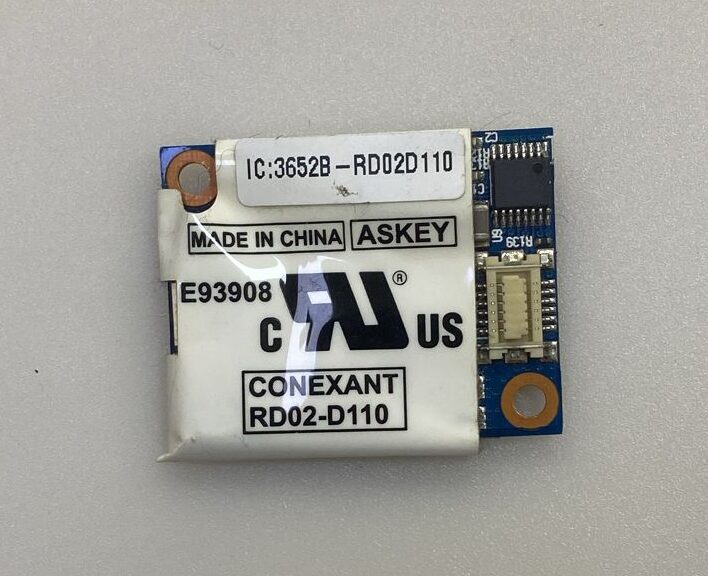 IC:3652B-RD02D110
MADE IN CHINA ASKEY
R139
E93908
®
C US
CONEXANT
RD02-D110